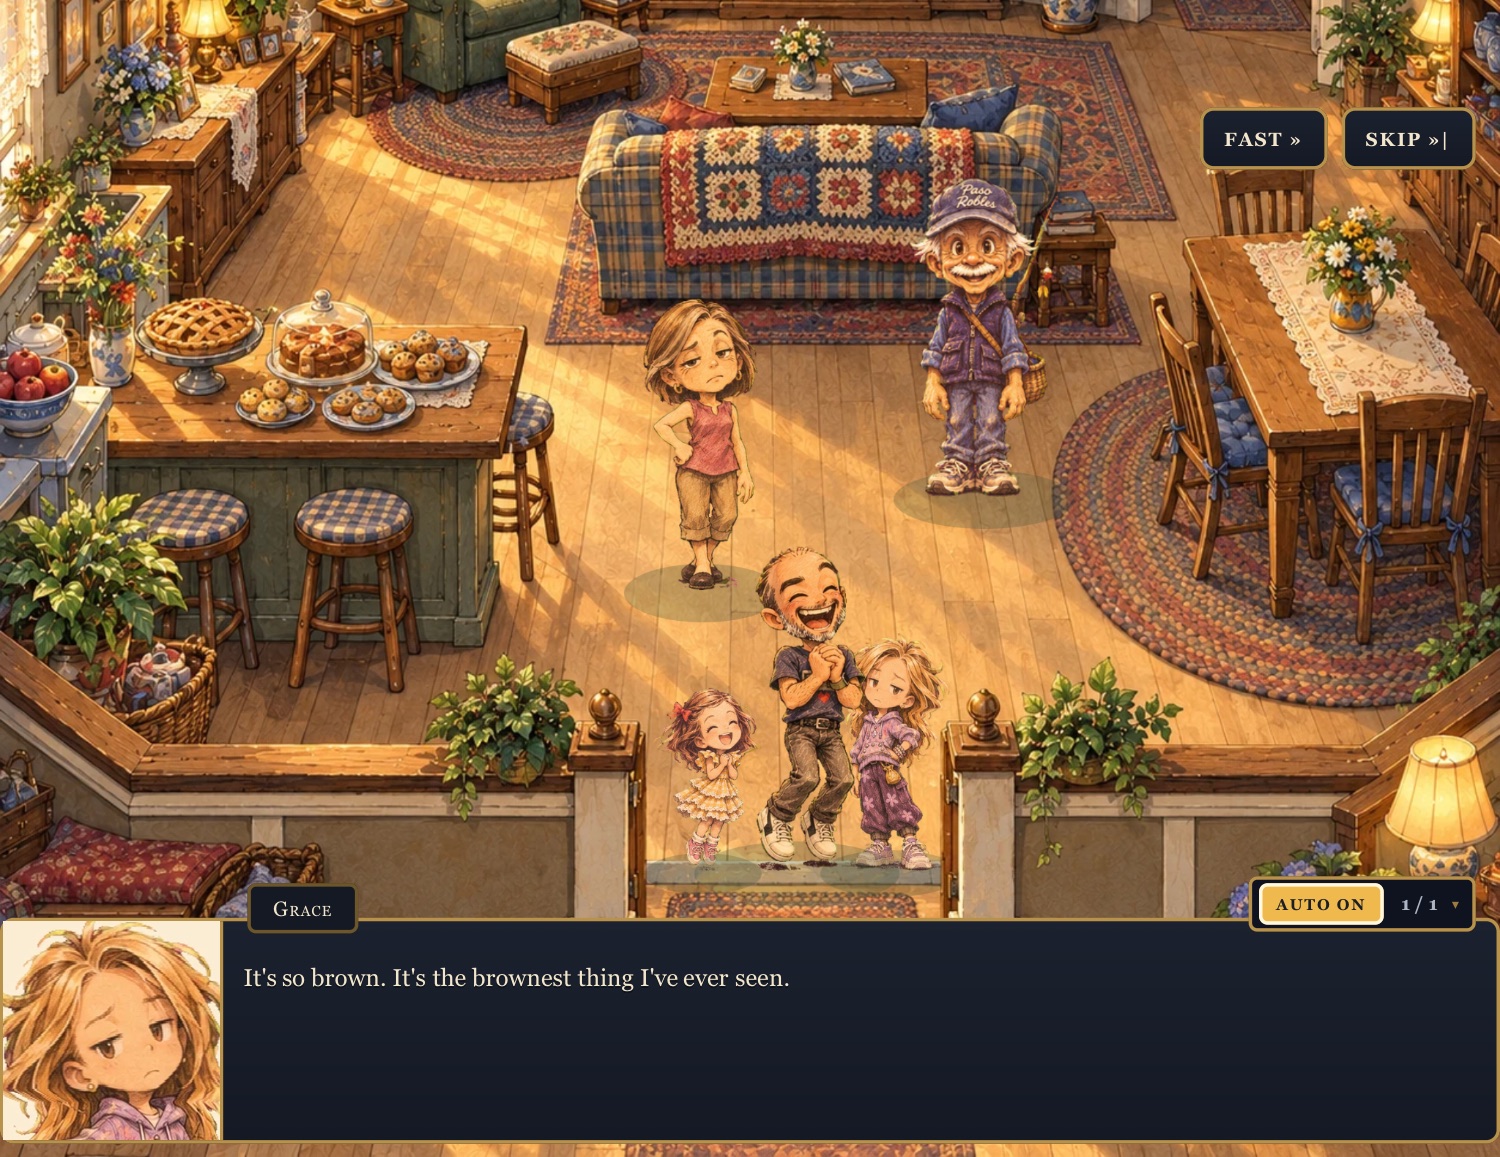 FAST »
SKIP »|
Paso
Robles
GRACE
AUTO ON
1 / 1 ▼
It's so brown. It's the brownest thing I've ever seen.